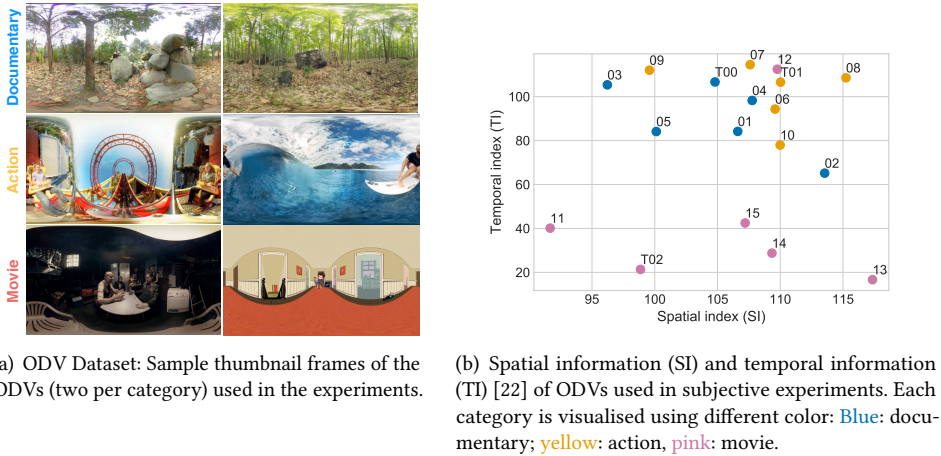 Documentary
Action
Movie
Temporal index (TI)
100
80
60
40
20
03
09
T00
07
12
T01
08
04
06
05
01
10
02
11
15
14
T02
13
95
100
105
110
115
Spatial index (SI)
a) ODV Dataset: Sample thumbnail frames of the
ODVs (two per category) used in the experiments.
(b) Spatial information (SI) and temporal information
(TI) [22] of ODVs used in subjective experiments. Each
category is visualised using different color: Blue: docu-
mentary; yellow: action, pink: movie.